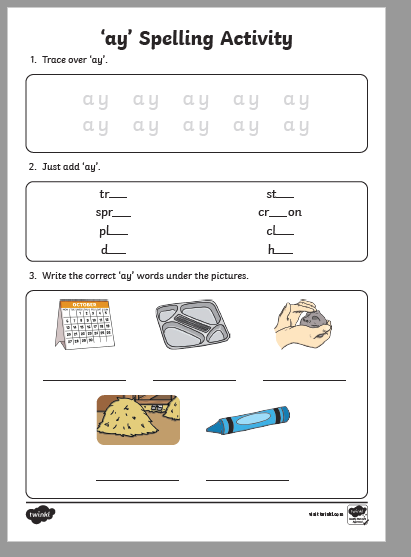 'ay' Spelling Activity
1. Trace over 'ay'.
ay ay ay ay ay
ay ay ay ay ay
2. Just add 'ay'.
tr___ st___
spr___ cr___on
pl___ cl___
d___ h___
3. Write the correct 'ay' words under the pictures.
OCTOBER
twinkl
visit twinkl.com
twinkl